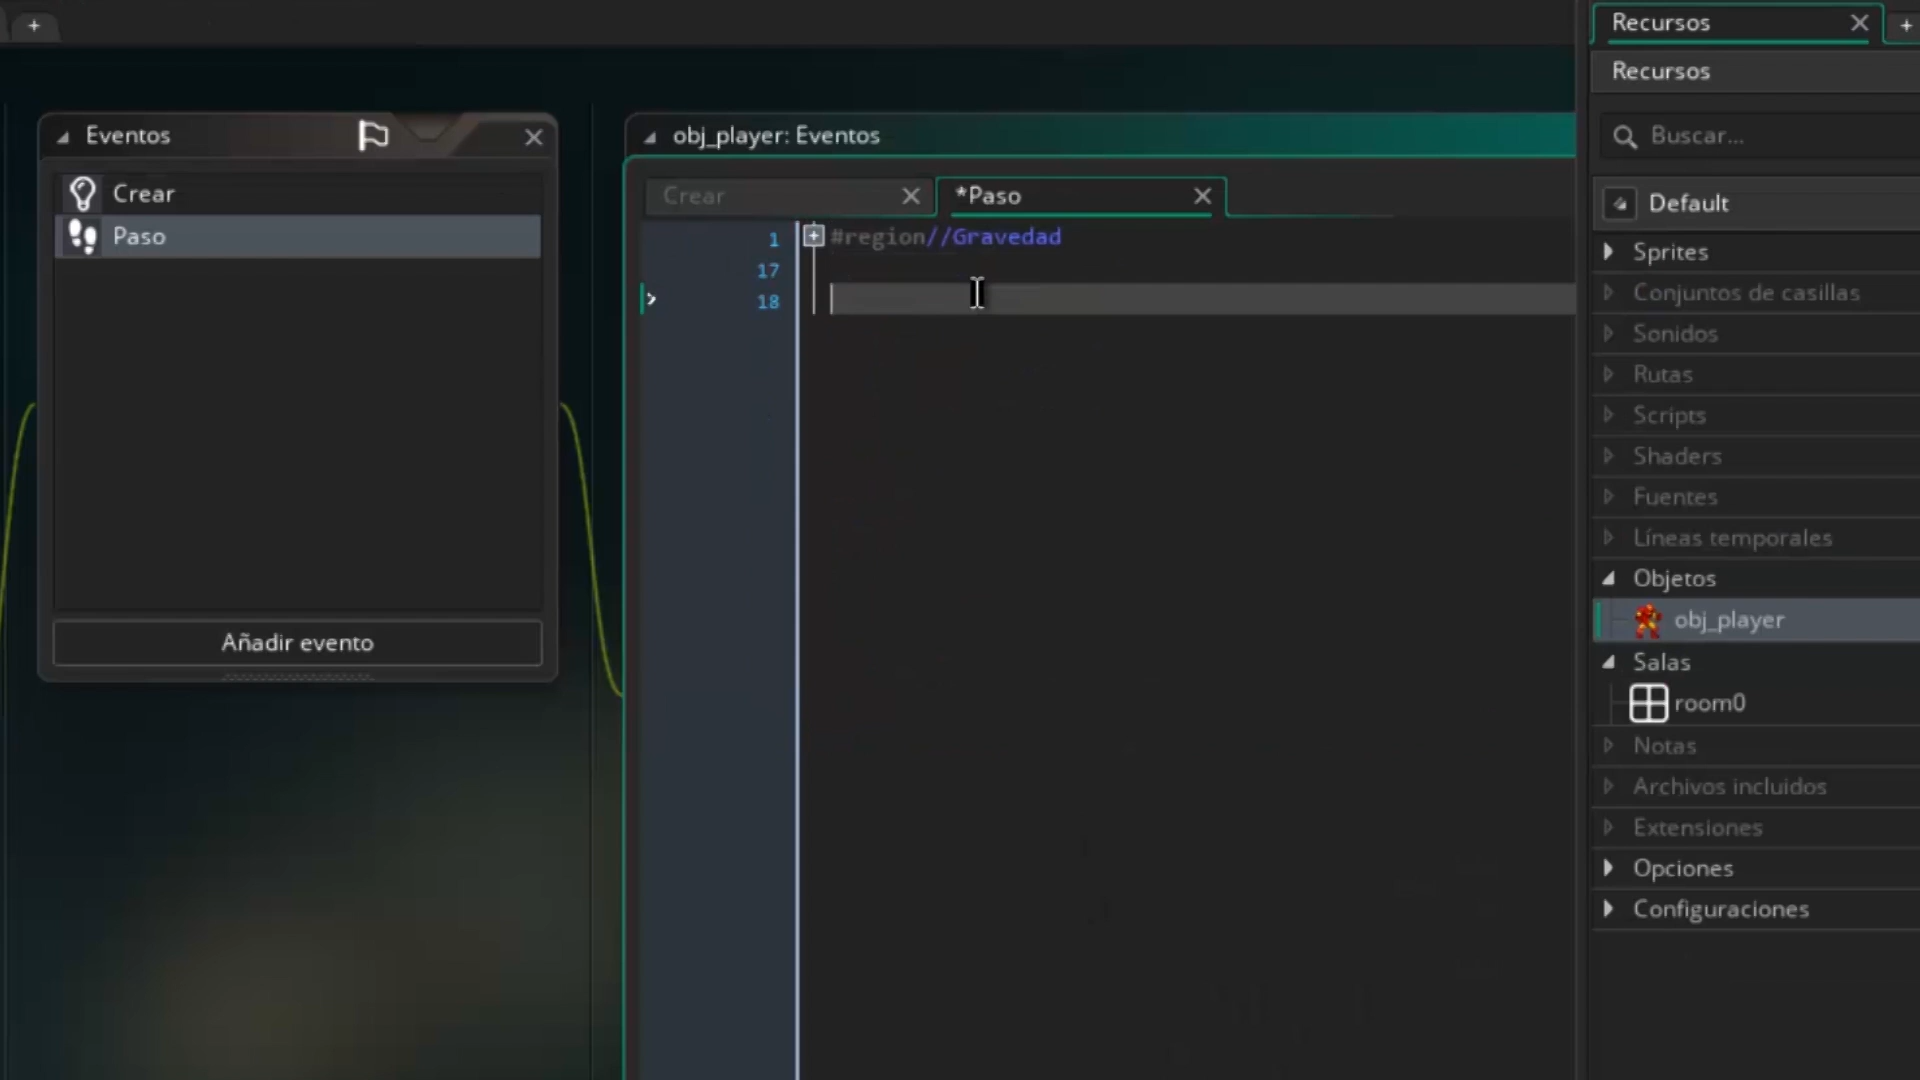 +
Eventos
Crear
Paso
Añadir evento
obj_player: Eventos
Crear
*Paso
1 #region//Gravedad
17
18
Recursos
+
Recursos
Buscar...
Default
Sprites
Conjuntos de casillas
Sonidos
Rutas
Scripts
Shaders
Fuentes
Líneas temporales
Objetos
obj_player
Salas
room0
Notas
Archivos incluidos
Extensiones
Opciones
Configuraciones